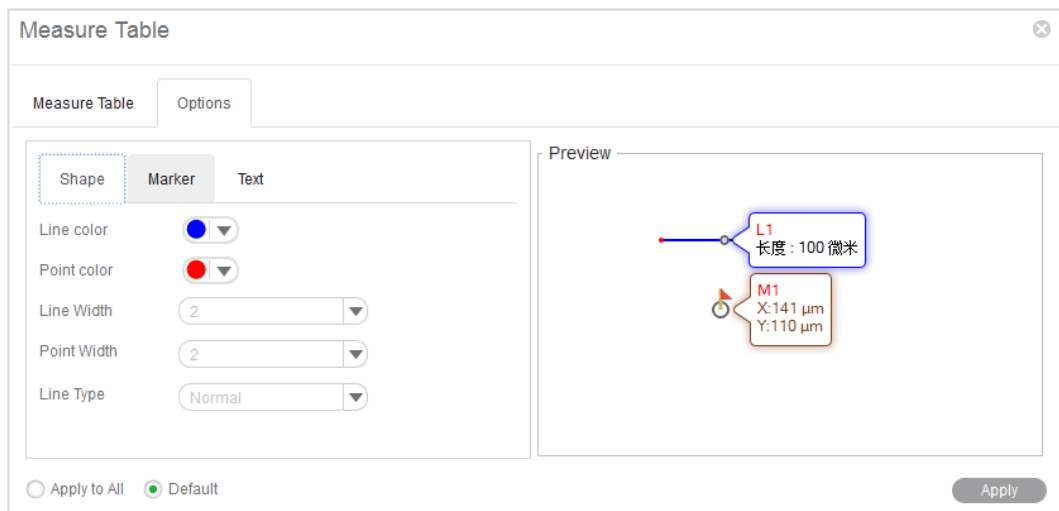 Measure Table
Measure Table
Options
Shape
Marker
Text
Line color
Point color
Line Width
2
Point Width
2
Line Type
Normal
Preview
L1
长度 : 100 微米
M1
X:141 μm
Y:110 μm
Apply to All
Default
Apply